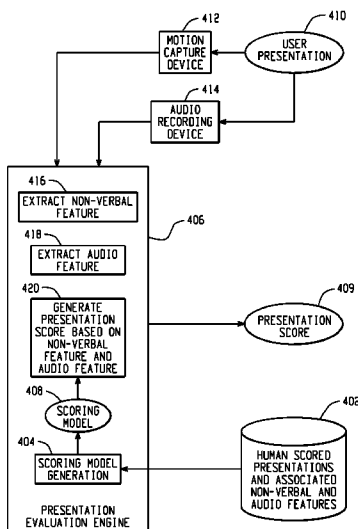 412
MOTION
CAPTURE
DEVICE
410
USER
PRESENTATION
414
AUDIO
RECORDING
DEVICE
416
EXTRACT NON-VERBAL
FEATURE
406
418
EXTRACT AUDIO
FEATURE
420
GENERATE
PRESENTATION
SCORE BASED ON
NON-VERBAL
FEATURE AND
AUDIO FEATURE
409
PRESENTATION
SCORE
408
SCORING
MODEL
402
404
SCORING MODEL
GENERATION
HUMAN SCORED
PRESENTATIONS
AND ASSOCIATED
NON-VERBAL AND
AUDIO FEATURES
PRESENTATION
EVALUATION ENGINE